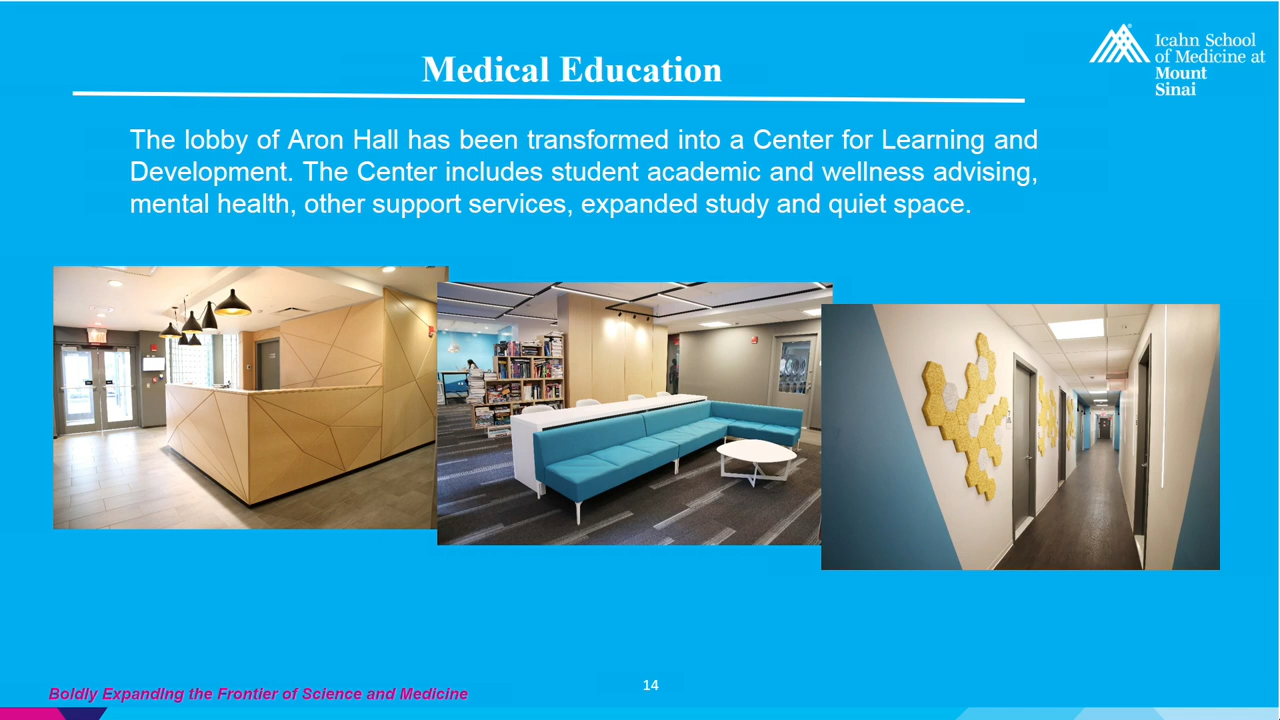 Medical Education
Icahn School
of Medicine at
Mount
Sinai
The lobby of Aron Hall has been transformed into a Center for Learning and
Development. The Center includes student academic and wellness advising,
mental health, other support services, expanded study and quiet space.
Boldly Expanding the Frontier of Science and Medicine
14